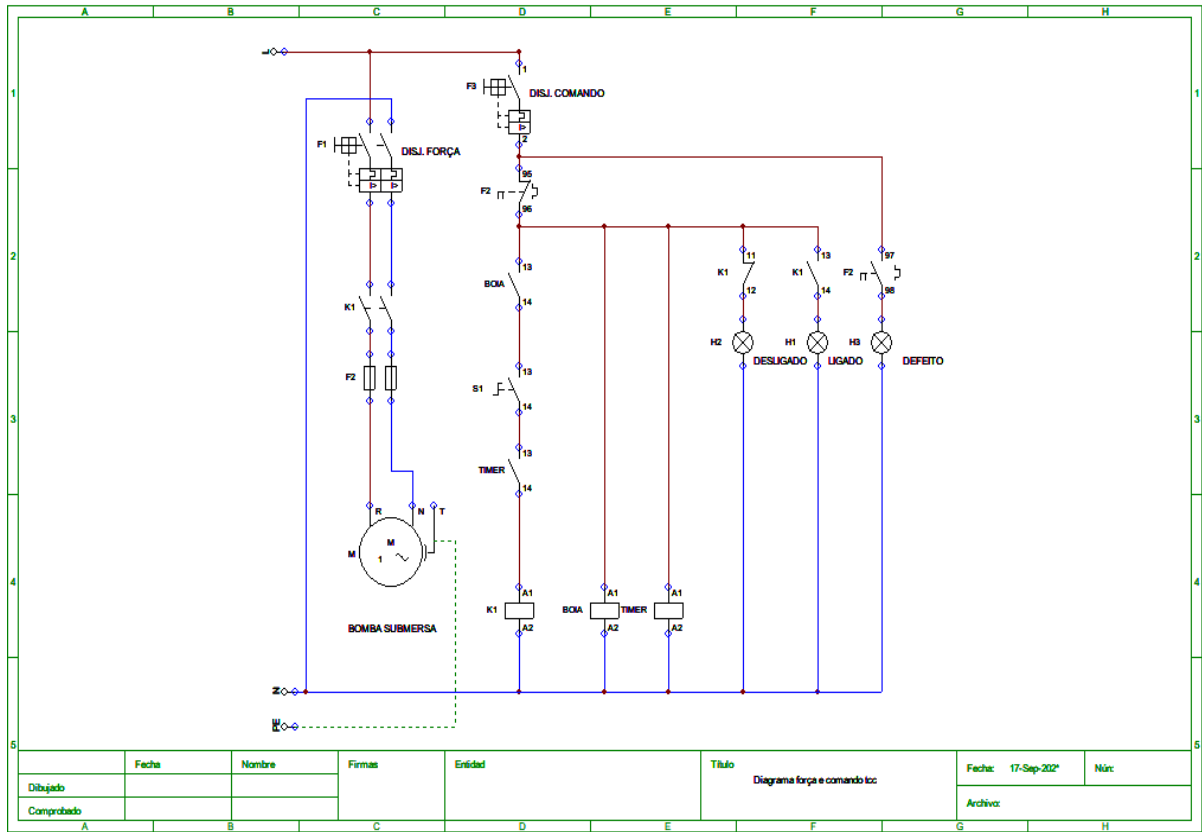 A B C D E F G H
L
1 1
F3
DISJ. COMANDO
2
F1
DISJ. FORÇA
95
F2
96
2 2
11 13 97
K1 K1 F2
12 14 98
13
BOIA
14
K1
H2 H1 H3
DESLIGADO LIGADO DEFEITO
F2
13
S1
14
3 3
13
TIMER
14
R N T
M
M
1
4 4
A1 A1 A1
K1 BOIA TIMER
A2 A2 A2
BOMBA SUBMERSA
N
5 5
Fecha Nombre Firmas Entidad Título Fecha: 17-Sep-202* Nún:
Diagrama força e comando tcc
Dibujado
Comprobado
Archivo:
A B C D E F G H